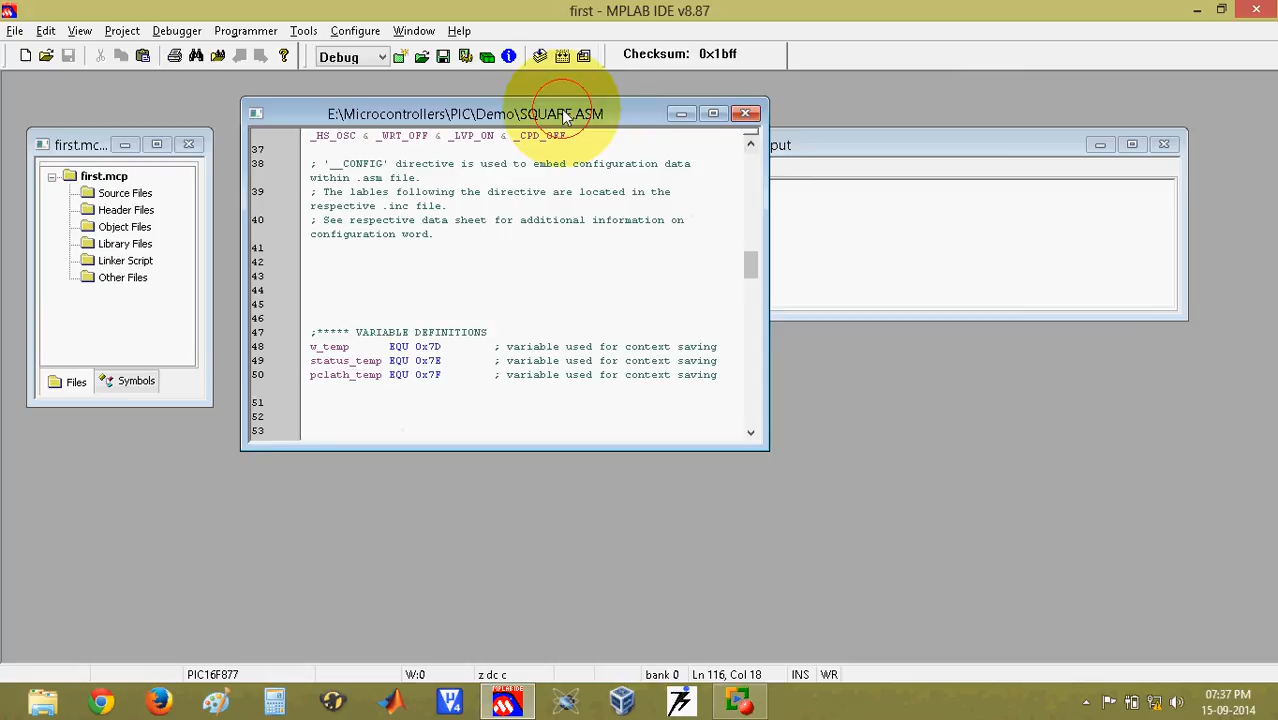 first - MPLAB IDE v8.87
File Edit View Project Debugger Programmer Tools Configure Window Help
Debug
Checksum: 0x1bff
E:\Microcontrollers\PIC\Demo\SQUARE.ASM
first.mc...
put
first.mcp
Source Files
Header Files
Object Files
Library Files
Linker Script
Other Files
Files
Symbols
_HS_OSC & _WRT_OFF & _LVP_ON & _CPD_OFF
37
38 ; '__CONFIG' directive is used to embed configuration data
within .asm file.
39 ; The lables following the directive are located in the
respective .inc file.
40 ; See respective data sheet for additional information on
configuration word.
41
42
43
44
45
46
47 ;***** VARIABLE DEFINITIONS
48 w_temp EQU 0x7D ; variable used for context saving
49 status_temp EQU 0x7E ; variable used for context saving
50 pclath_temp EQU 0x7F ; variable used for context saving
51
52
53
PIC16F877 W:0 z dc c bank 0 Ln 116, Col 18 INS WR
MPLAB IDE
07:37 PM
15-09-2014